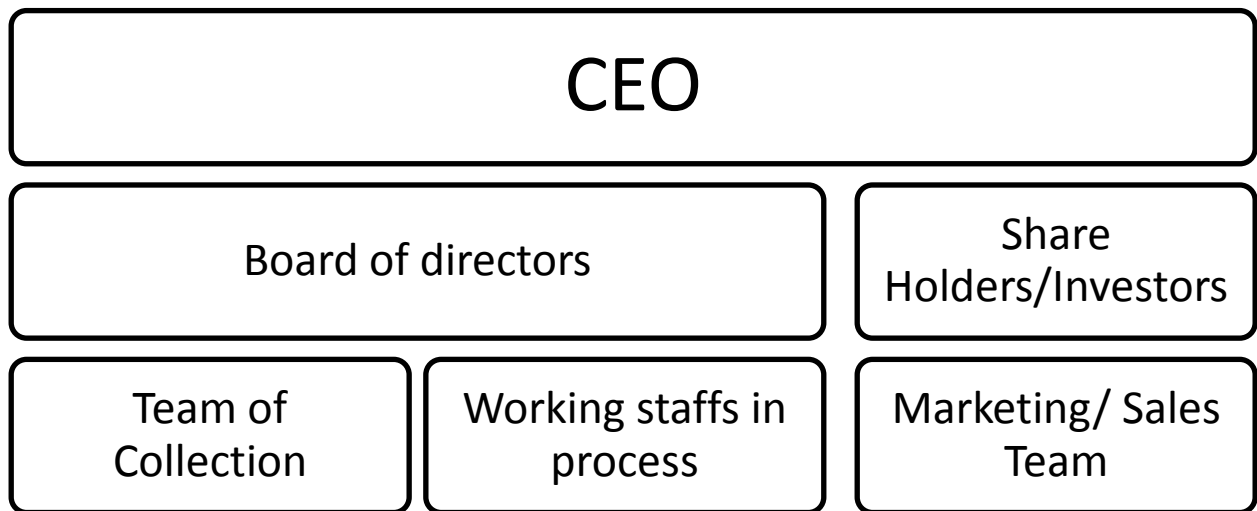 CEO
Board of directors
Share
Holders/Investors
Team of
Collection
Working staffs in
process
Marketing/ Sales
Team